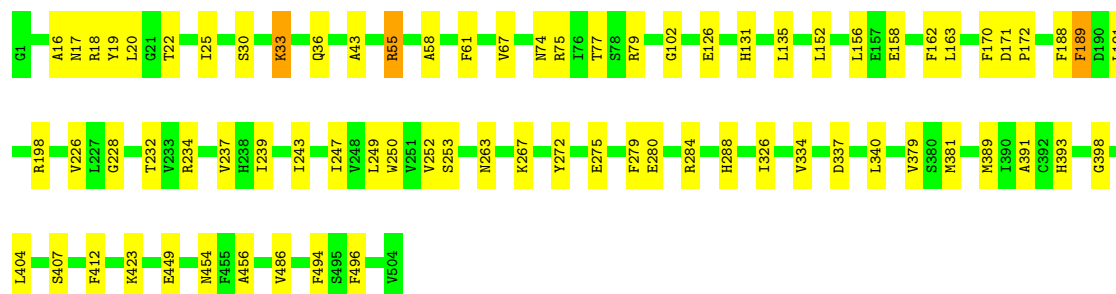 G1 A16 N17 R18 Y19 L20 G21 T22 I25 S30 K33 Q36 A43 R55 A58 F61 V67 N74 R75 I76 T77 S78 R79 G102 E126 H131 L135 L152 L156 E157 E158 F162 L163 F170 D171 P172 F188 F189 D190 L191
R198 V226 L227 G228 T232 V233 R234 V237 H238 I239 I243 I247 V248 L249 W250 V251 V252 S253 N263 K267 Y272 E275 F279 E280 R284 H288 I326 V334 D337 L340 V379 S380 M381 M389 I390 A391 C392 H393 G398
L404 S407 F412 K423 E449 N454 F455 A456 V486 F494 S495 F496 V504